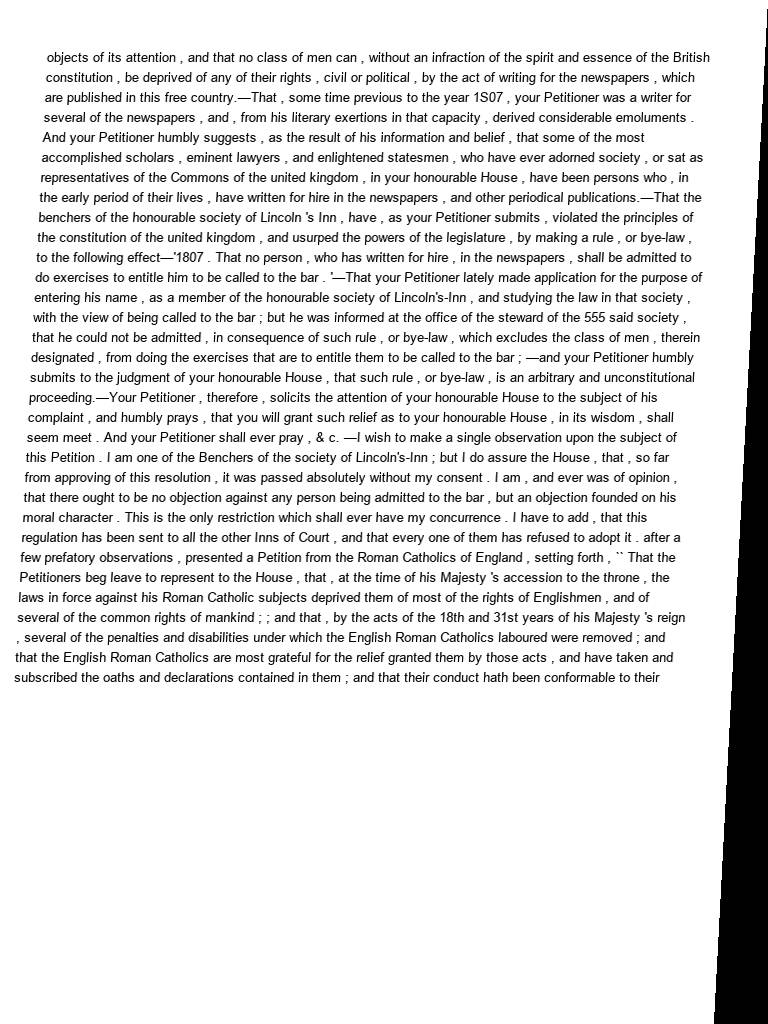 objects of its attention , and that no class of men can , without an infraction of the spirit and essence of the British
constitution , be deprived of any of their rights , civil or political , by the act of writing for the newspapers , which
are published in this free country.—That , some time previous to the year 1S07 , your Petitioner was a writer for
several of the newspapers , and , from his literary exertions in that capacity , derived considerable emoluments .
And your Petitioner humbly suggests , as the result of his information and belief , that some of the most
accomplished scholars , eminent lawyers , and enlightened statesmen , who have ever adorned society , or sat as
representatives of the Commons of the united kingdom , in your honourable House , have been persons who , in
the early period of their lives , have written for hire in the newspapers , and other periodical publications.—That the
benchers of the honourable society of Lincoln 's Inn , have , as your Petitioner submits , violated the principles of
the constitution of the united kingdom , and usurped the powers of the legislature , by making a rule , or bye-law ,
to the following effect—'1807 . That no person , who has written for hire , in the newspapers , shall be admitted to
do exercises to entitle him to be called to the bar . '—That your Petitioner lately made application for the purpose of
entering his name , as a member of the honourable society of Lincoln's-Inn , and studying the law in that society ,
with the view of being called to the bar ; but he was informed at the office of the steward of the 555 said society ,
that he could not be admitted , in consequence of such rule , or bye-law , which excludes the class of men , therein
designated , from doing the exercises that are to entitle them to be called to the bar ; —and your Petitioner humbly
submits to the judgment of your honourable House , that such rule , or bye-law , is an arbitrary and unconstitutional
proceeding.—Your Petitioner , therefore , solicits the attention of your honourable House to the subject of his
complaint , and humbly prays , that you will grant such relief as to your honourable House , in its wisdom , shall
seem meet . And your Petitioner shall ever pray , & c. —I wish to make a single observation upon the subject of
this Petition . I am one of the Benchers of the society of Lincoln's-Inn ; but I do assure the House , that , so far
from approving of this resolution , it was passed absolutely without my consent . I am , and ever was of opinion ,
that there ought to be no objection against any person being admitted to the bar , but an objection founded on his
moral character . This is the only restriction which shall ever have my concurrence . I have to add , that this
regulation has been sent to all the other Inns of Court , and that every one of them has refused to adopt it . after a
few prefatory observations , presented a Petition from the Roman Catholics of England , setting forth , `` That the
Petitioners beg leave to represent to the House , that , at the time of his Majesty 's accession to the throne , the
laws in force against his Roman Catholic subjects deprived them of most of the rights of Englishmen , and of
several of the common rights of mankind ; ; and that , by the acts of the 18th and 31st years of his Majesty 's reign
, several of the penalties and disabilities under which the English Roman Catholics laboured were removed ; and
that the English Roman Catholics are most grateful for the relief granted them by those acts , and have taken and
subscribed the oaths and declarations contained in them ; and that their conduct hath been conformable to their